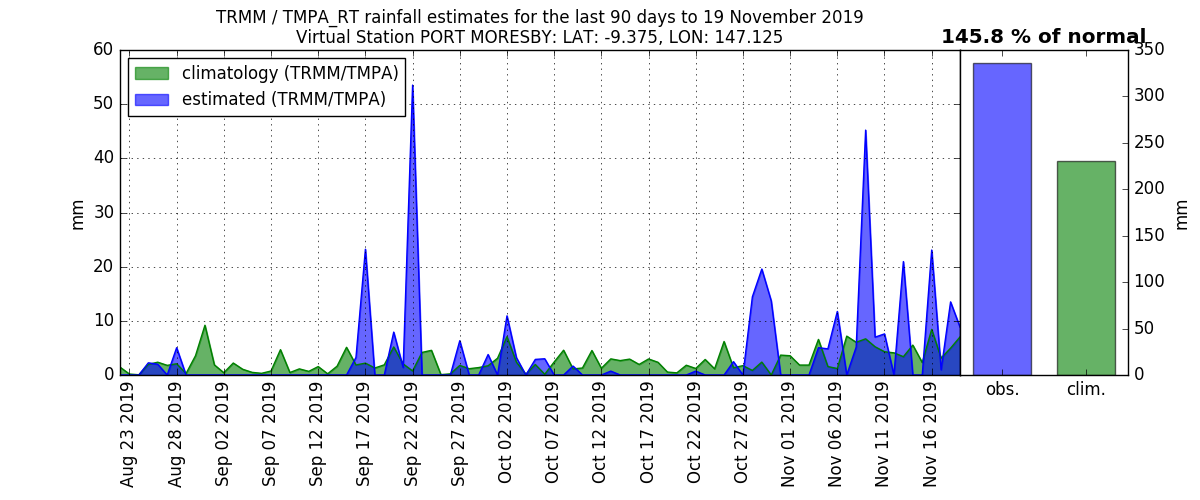 TRMM / TMPA_RT rainfall estimates for the last 90 days to 19 November 2019
Virtual Station PORT MORESBY: LAT: -9.375, LON: 147.125
145.8 % of normal
climatology (TRMM/TMPA)
estimated (TRMM/TMPA)
60
50
40
30
20
10
0
mm
350
300
250
200
150
100
50
0
mm
Aug 23 2019
Aug 28 2019
Sep 02 2019
Sep 07 2019
Sep 12 2019
Sep 17 2019
Sep 22 2019
Sep 27 2019
Oct 02 2019
Oct 07 2019
Oct 12 2019
Oct 17 2019
Oct 22 2019
Oct 27 2019
Nov 01 2019
Nov 06 2019
Nov 11 2019
Nov 16 2019
obs.
clim.